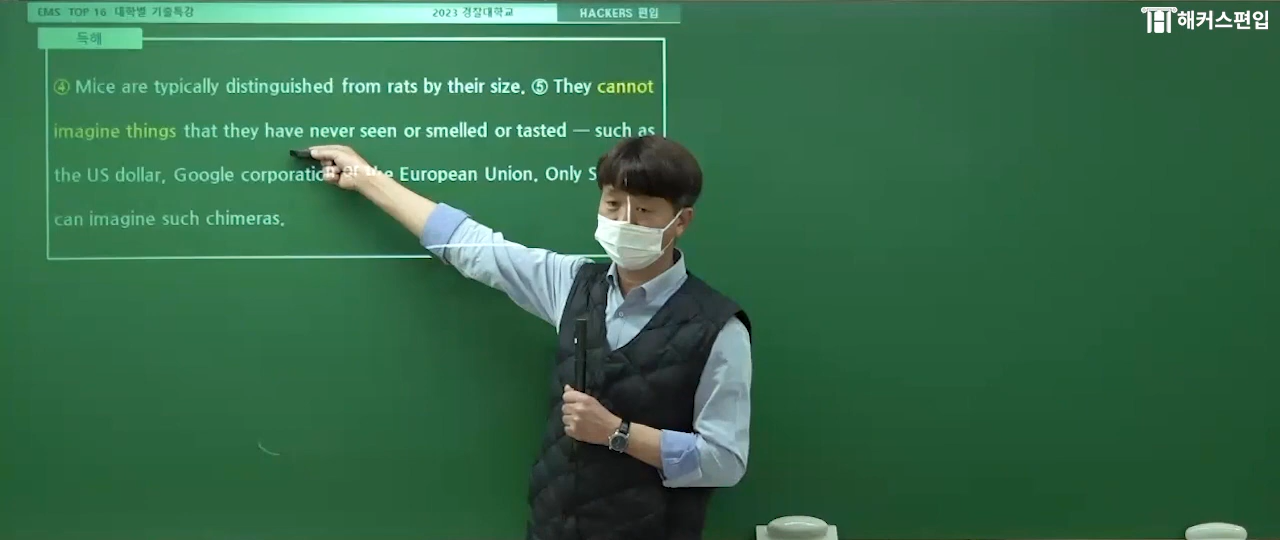 EMS TOP 16 대학별 기출특강
2023 경찰대학교
HACKERS 편입
해커스편입
독해
④ Mice are typically distinguished from rats by their size. ⑤ They cannot
imagine things that they have never seen or smelled or tasted — such as
the US dollar, Google corporation or the European Union. Only
can imagine such chimeras.